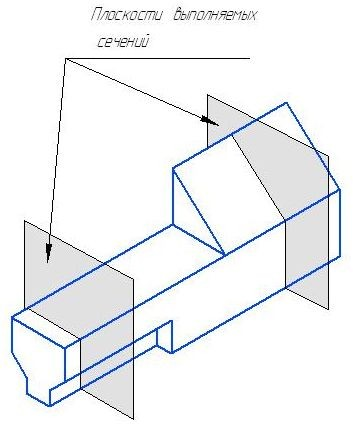 Плоскости выполняемых
сечений